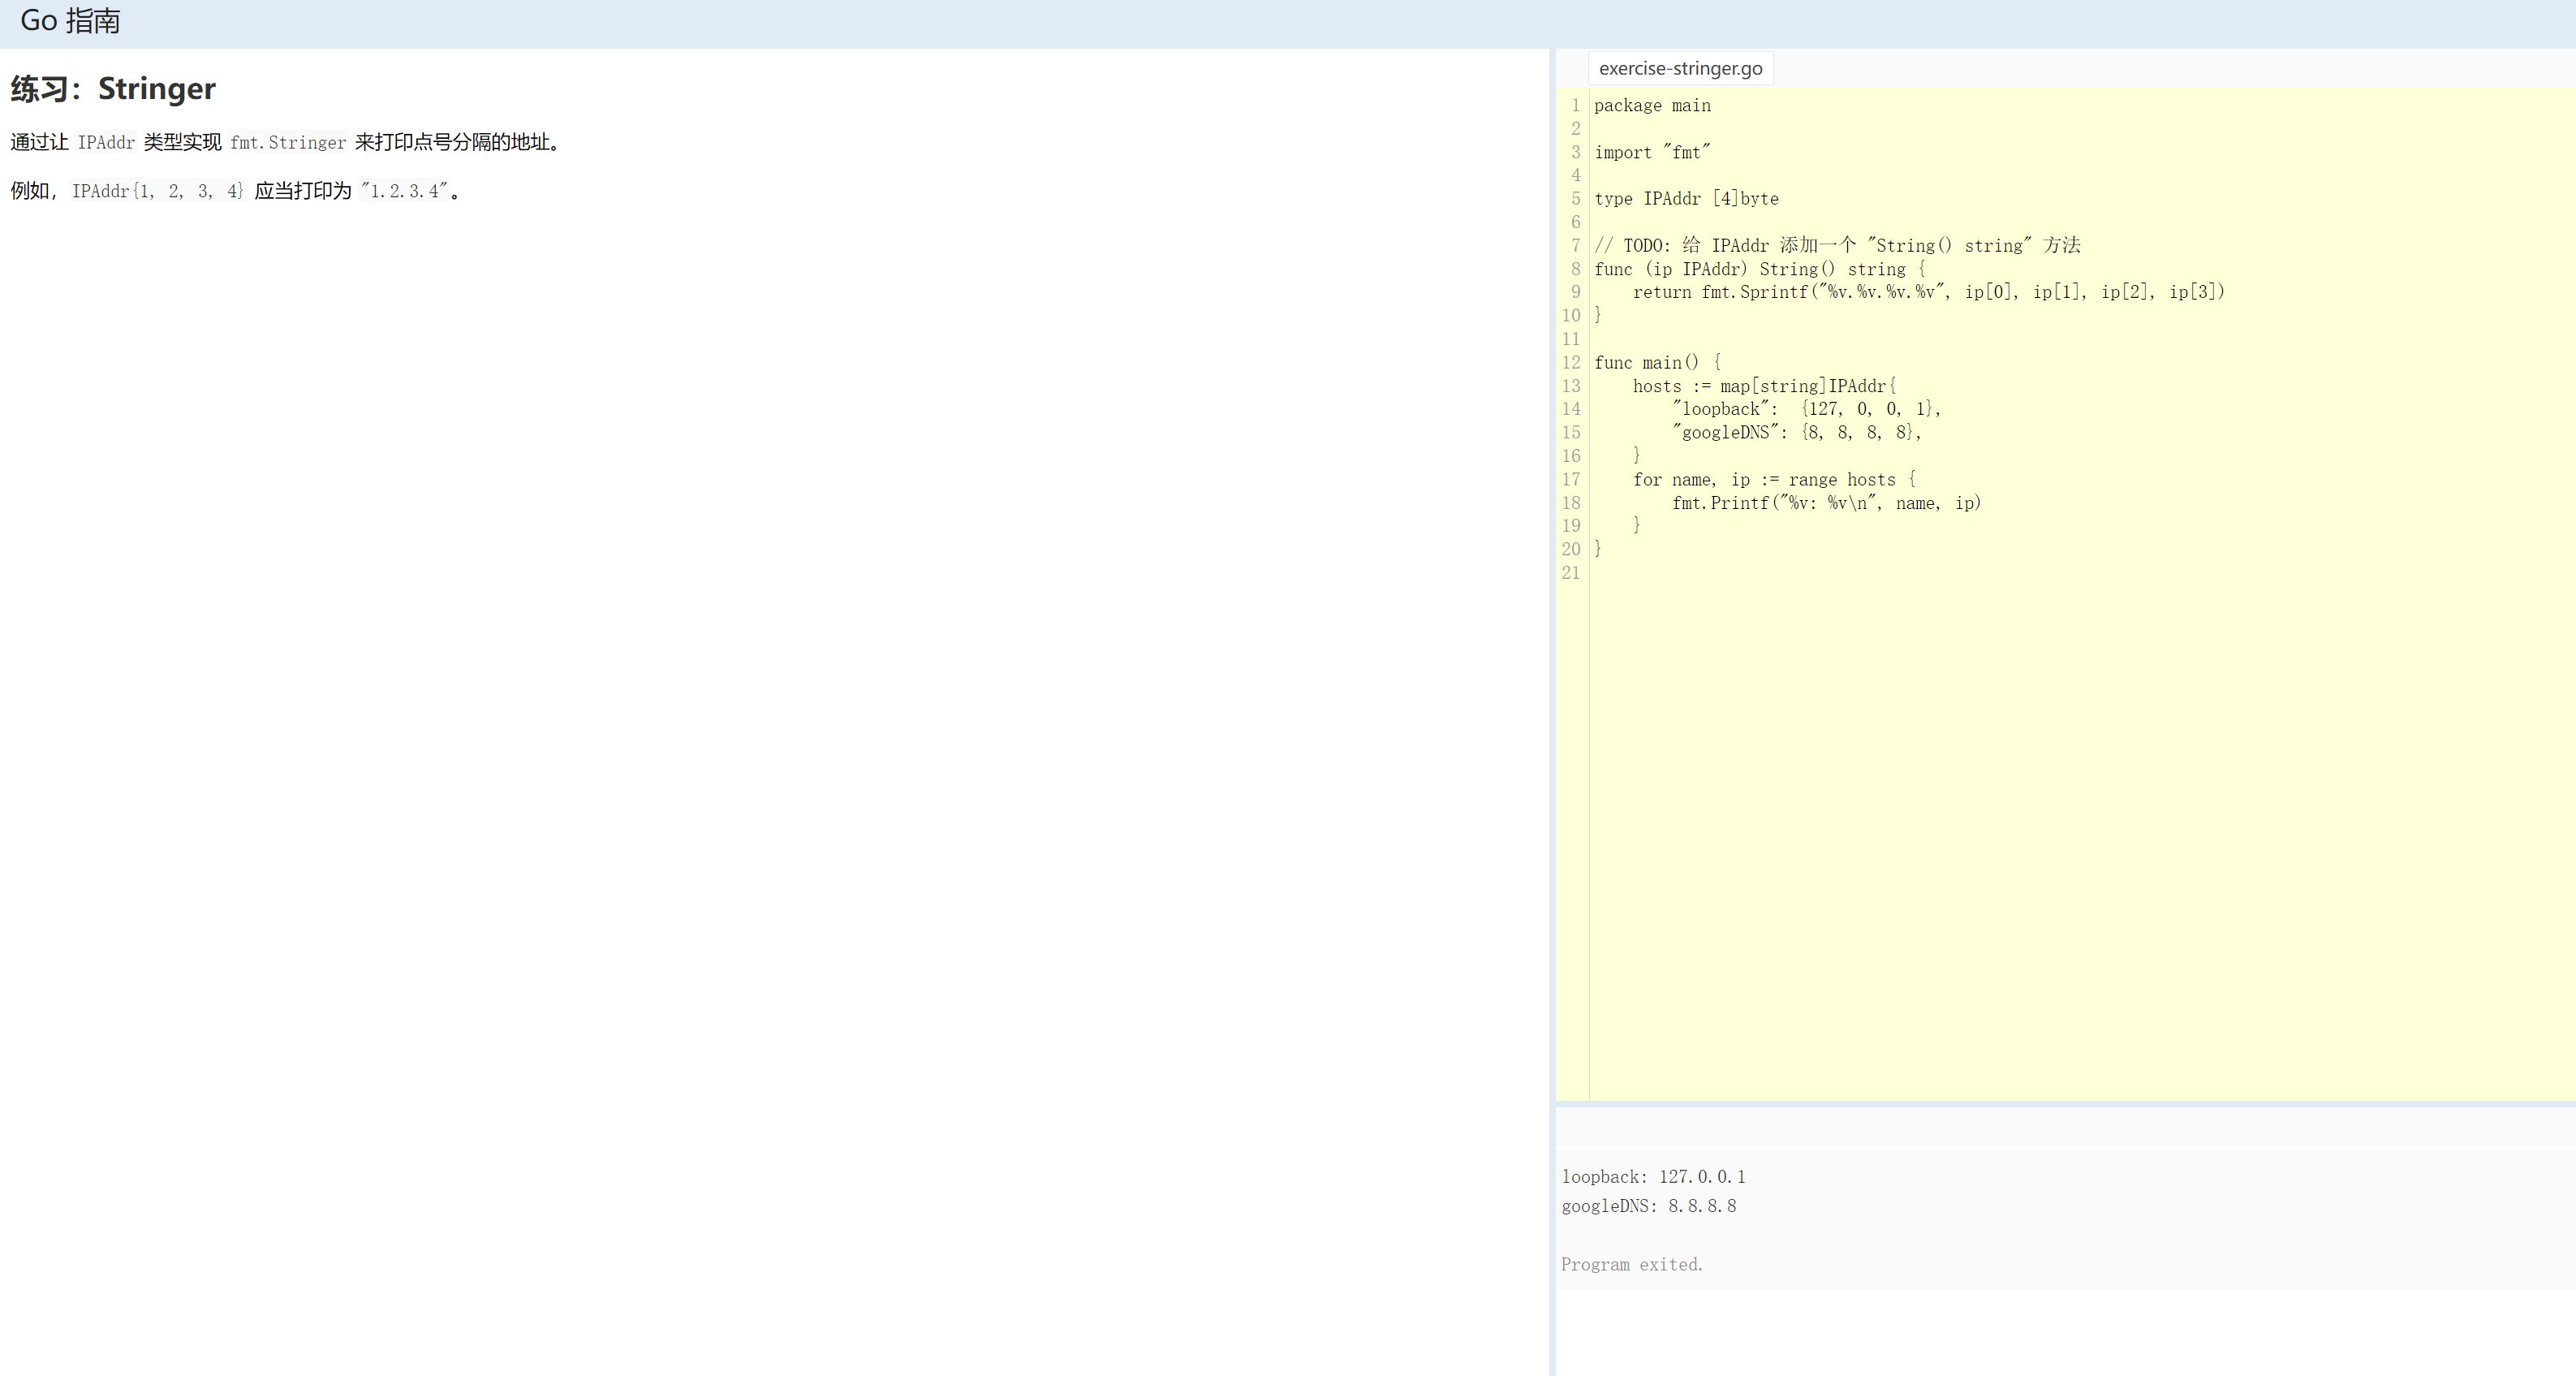 Go 指南
练习：Stringer
通过让 IPAddr 类型实现 fmt.Stringer 来打印点号分隔的地址。
例如，IPAddr{1, 2, 3, 4} 应当打印为 "1.2.3.4"。
exercise-stringer.go
1 package main
2
3 import "fmt"
4
5 type IPAddr [4]byte
6
7 // TODO: 给 IPAddr 添加一个 "String() string" 方法
8 func (ip IPAddr) String() string {
9     return fmt.Sprintf("%v.%v.%v.%v", ip[0], ip[1], ip[2], ip[3])
10 }
11
12 func main() {
13     hosts := map[string]IPAddr{
14         "loopback":  {127, 0, 0, 1},
15         "googleDNS": {8, 8, 8, 8},
16     }
17     for name, ip := range hosts {
18         fmt.Printf("%v: %v\n", name, ip)
19     }
20 }
21
loopback: 127.0.0.1
googleDNS: 8.8.8.8
Program exited.